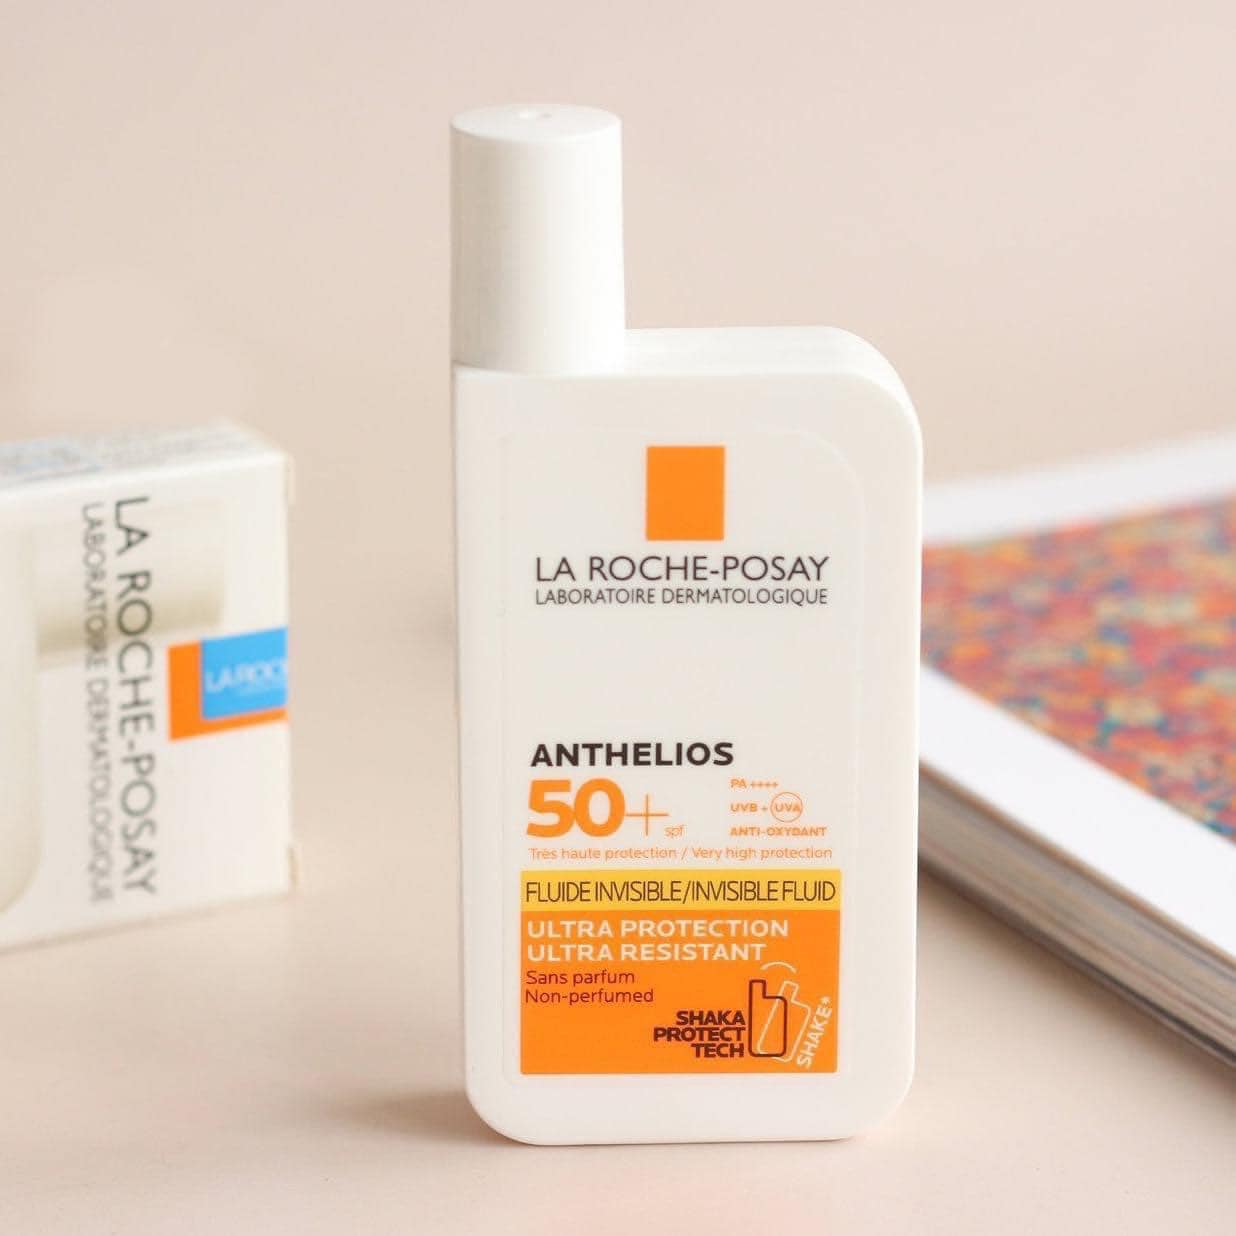 LA ROCHE-POSAY
LABORATOIRE DERMATOLOGIQUE
ANTHELIOS
50+ spf
PA ++++
UVB + UVA
ANTI-OXYDANT
Très haute protection / Very high protection
FLUIDE INVISIBLE/INVISIBLE FLUID
ULTRA PROTECTION
ULTRA RESISTANT
Sans parfum
Non-perfumed
SHAKA
PROTECT
TECH
SHAKE*
LA ROCHE-POSAY
LABORATOIRE DERMATOLOGIQUE
LA ROCH